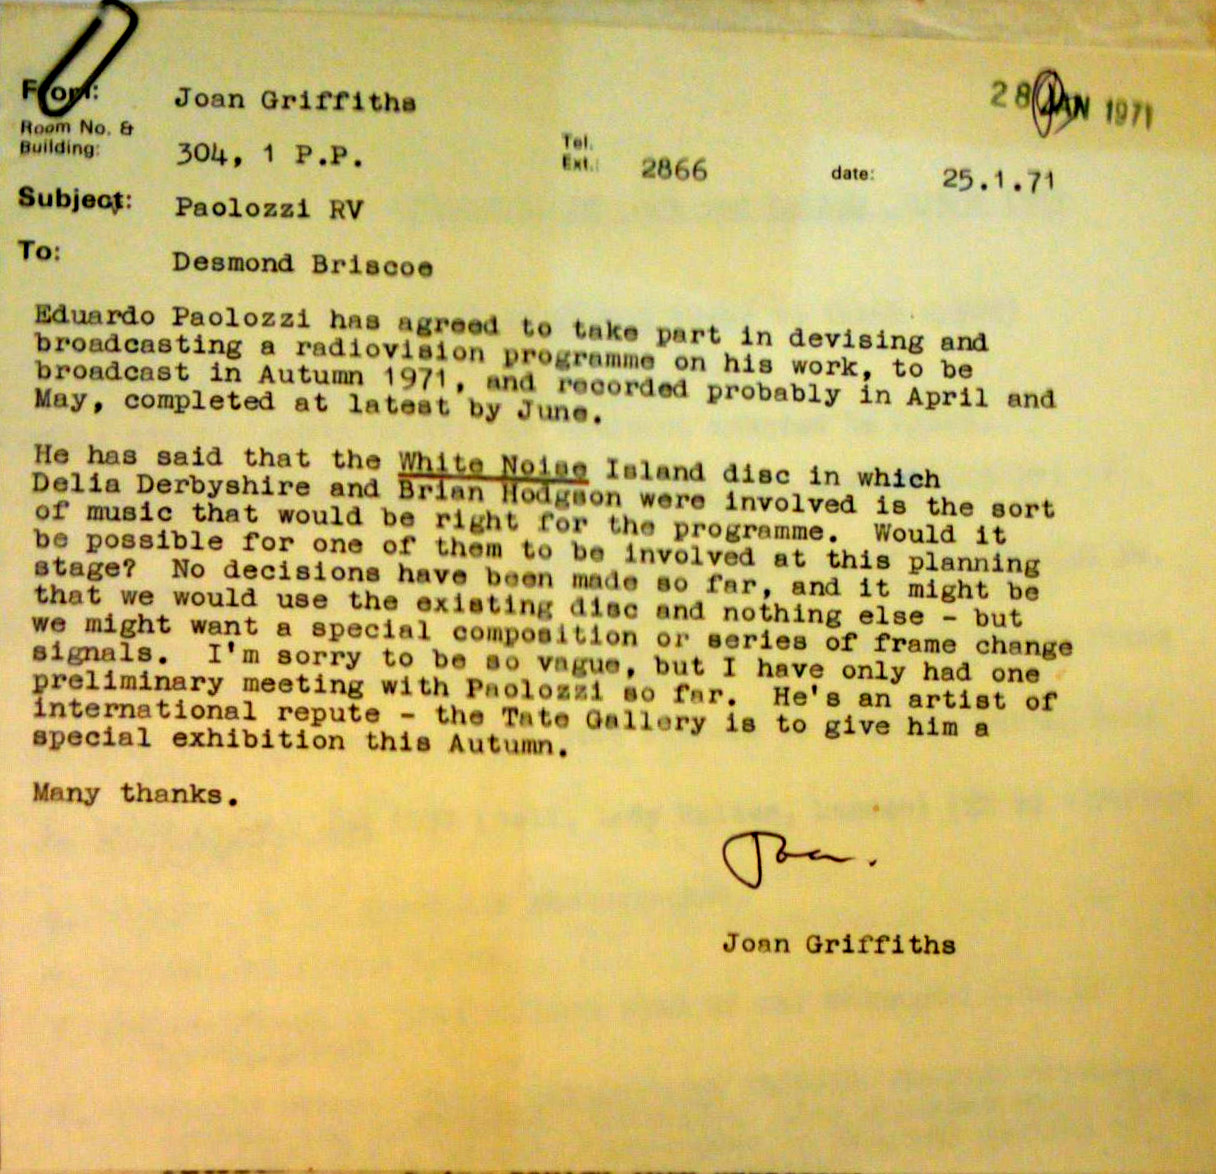 From: Joan Griffiths
28 JAN 1971
Room No. & Building: 304, 1 P.P. Tel. Ext.: 2866 date: 25.1.71
Subject: Paolozzi RV
To: Desmond Briscoe
Eduardo Paolozzi has agreed to take part in devising and
broadcasting a radiovision programme on his work, to be
broadcast in Autumn 1971, and recorded probably in April and
May, completed at latest by June.
He has said that the White Noise Island disc in which
Delia Derbyshire and Brian Hodgson were involved is the sort
of music that would be right for the programme. Would it
be possible for one of them to be involved at this planning
stage? No decisions have been made so far, and it might be
that we would use the existing disc and nothing else - but
we might want a special composition or series of frame change
signals. I'm sorry to be so vague, but I have only had one
preliminary meeting with Paolozzi so far. He's an artist of
international repute - the Tate Gallery is to give him a
special exhibition this Autumn.
Many thanks.
Joan.
Joan Griffiths